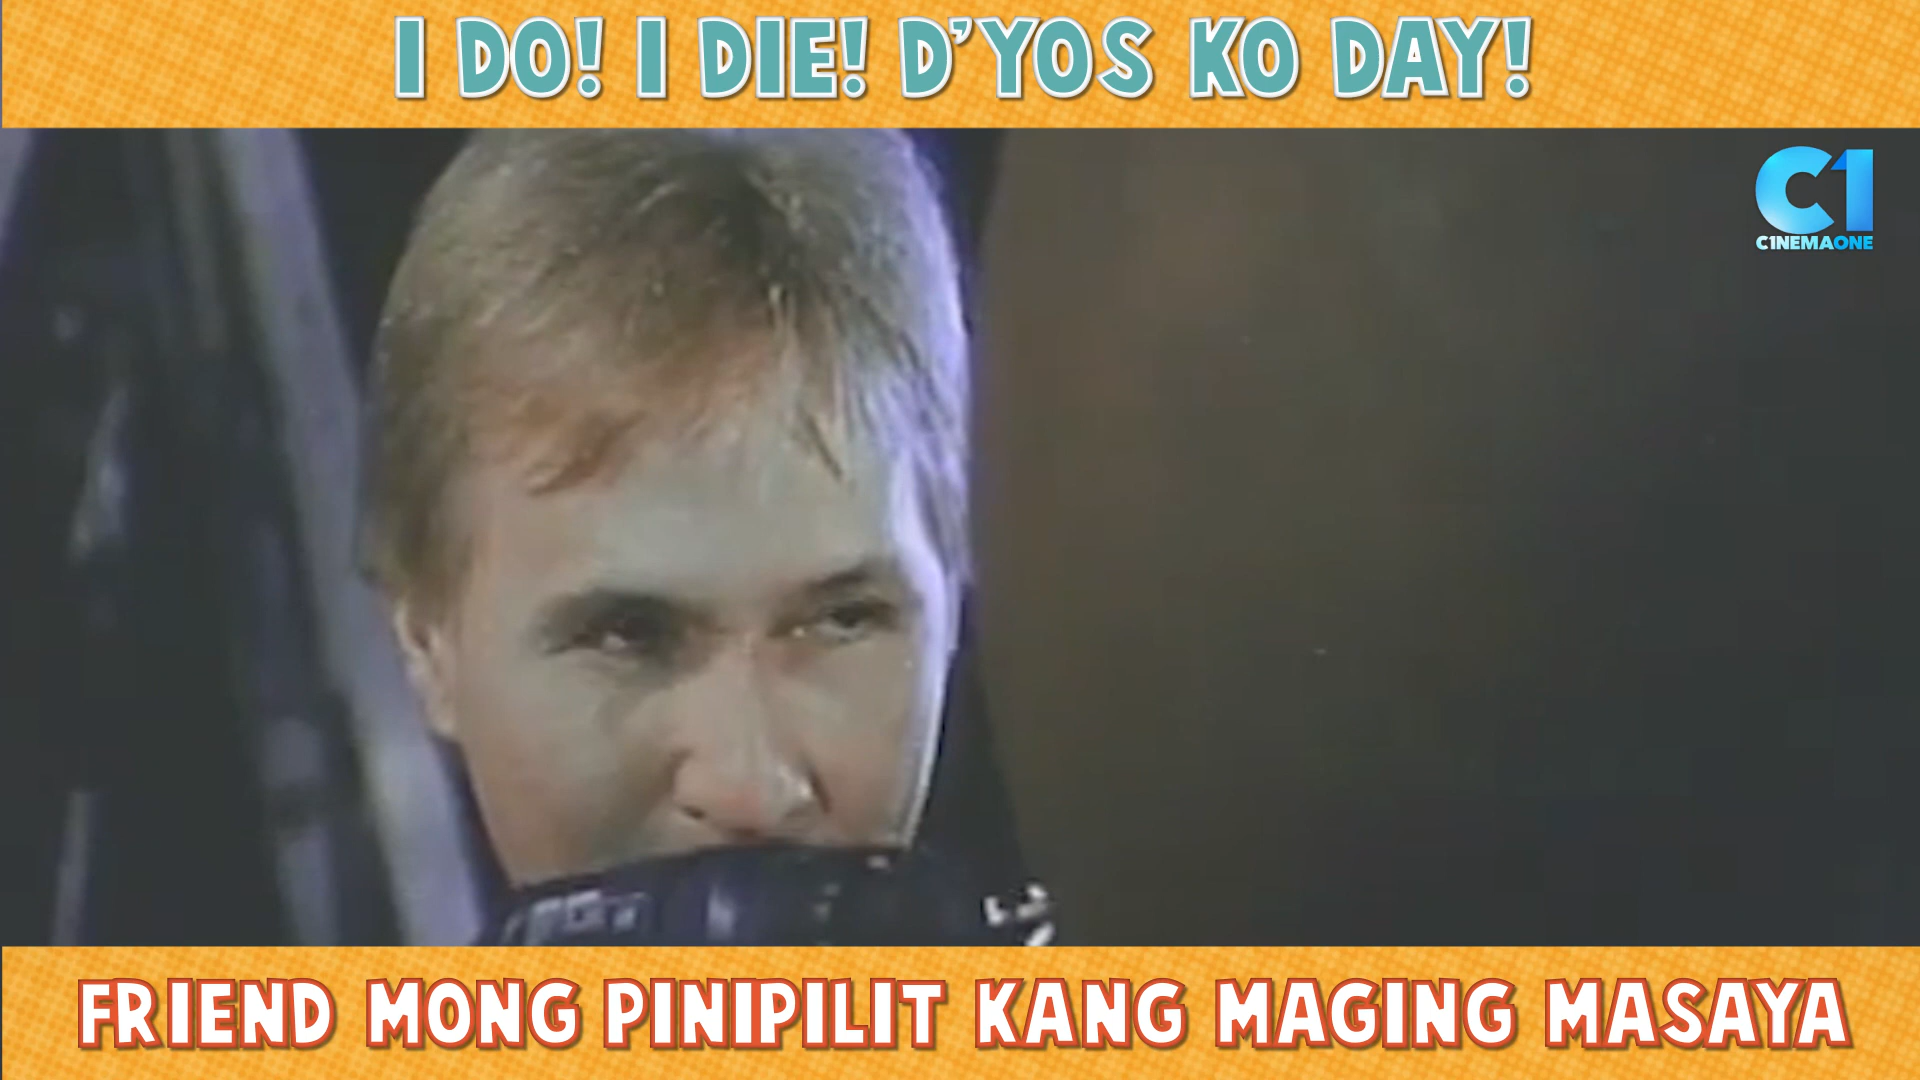 I DO! I DIE! D'YOS KO DAY!
C1
C1NEMAONE
FRIEND MONG PINIPILIT KANG MAGING MASAYA